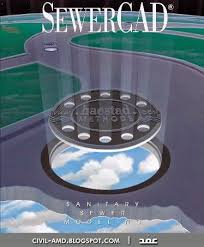 SEWERCAD®
haestad
METHODS
SANITARY
SEWER
MODELING
CIVIL-AMD.BLOGSPOT.COM